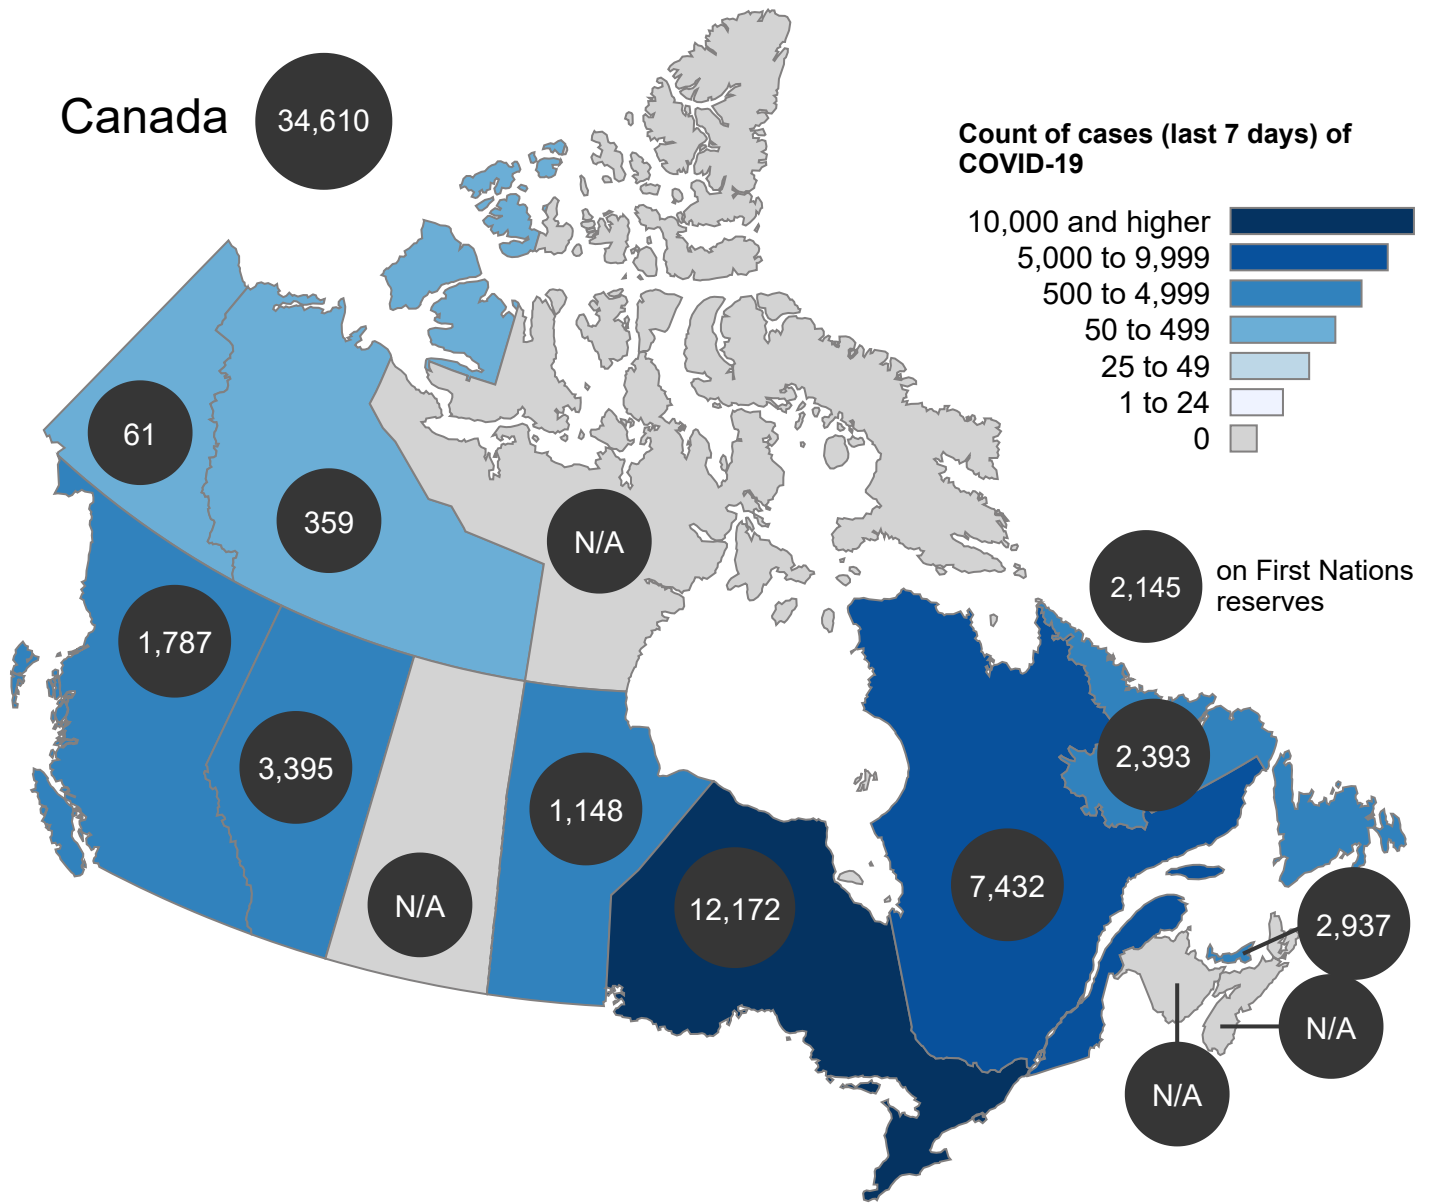 Canada
34,610
Count of cases (last 7 days) of
COVID-19
10,000 and higher
5,000 to 9,999
500 to 4,999
50 to 499
25 to 49
1 to 24
0
61
359
N/A
2,145
on First Nations
reserves
1,787
3,395
N/A
1,148
12,172
7,432
2,393
2,937
N/A
N/A